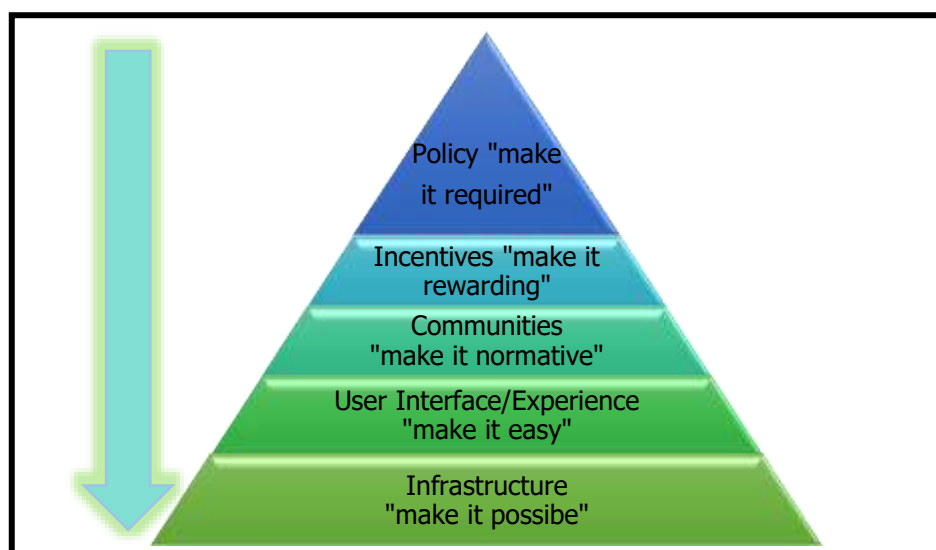 Policy "make
it required"
Incentives "make it
rewarding"
Communities
"make it normative"
User Interface/Experience
"make it easy"
Infrastructure
"make it possibe"